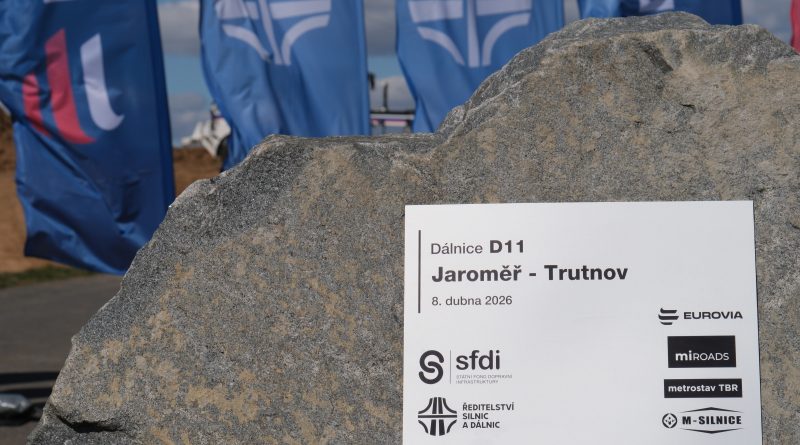 Dálnice D11
Jaroměř - Trutnov
8. dubna 2026
EUROVIA
miROADS
metrostav TBR
M-SILNICE
sfdi
STÁTNÍ FOND DOPRAVNÍ
INFRASTRUKTURY
ŘEDITELSTVÍ
SILNIC
A DÁLNIC